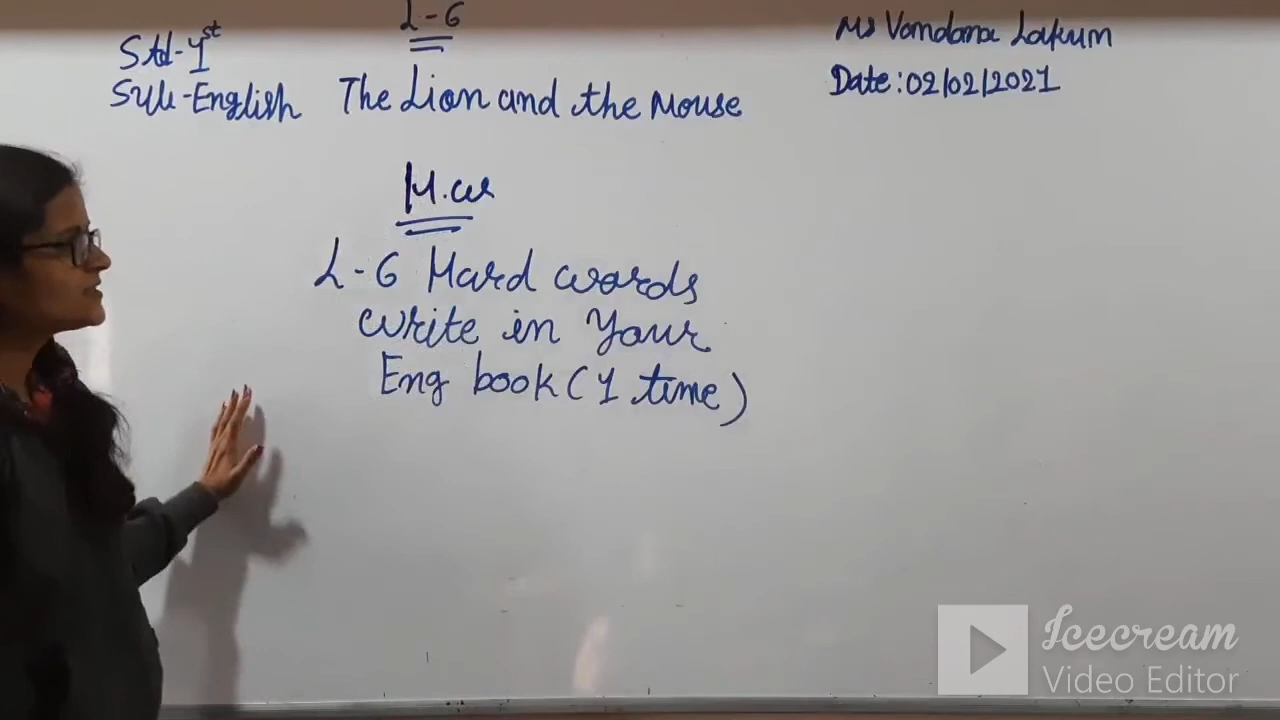 L-6
Std-1st
Sub-English
The Lion and the Mouse
Ms Vandana Lakum
Date:02/02/2021
H.W
L-6 Hard words
write in Your
Eng book (1 time)
Icecream
Video Editor